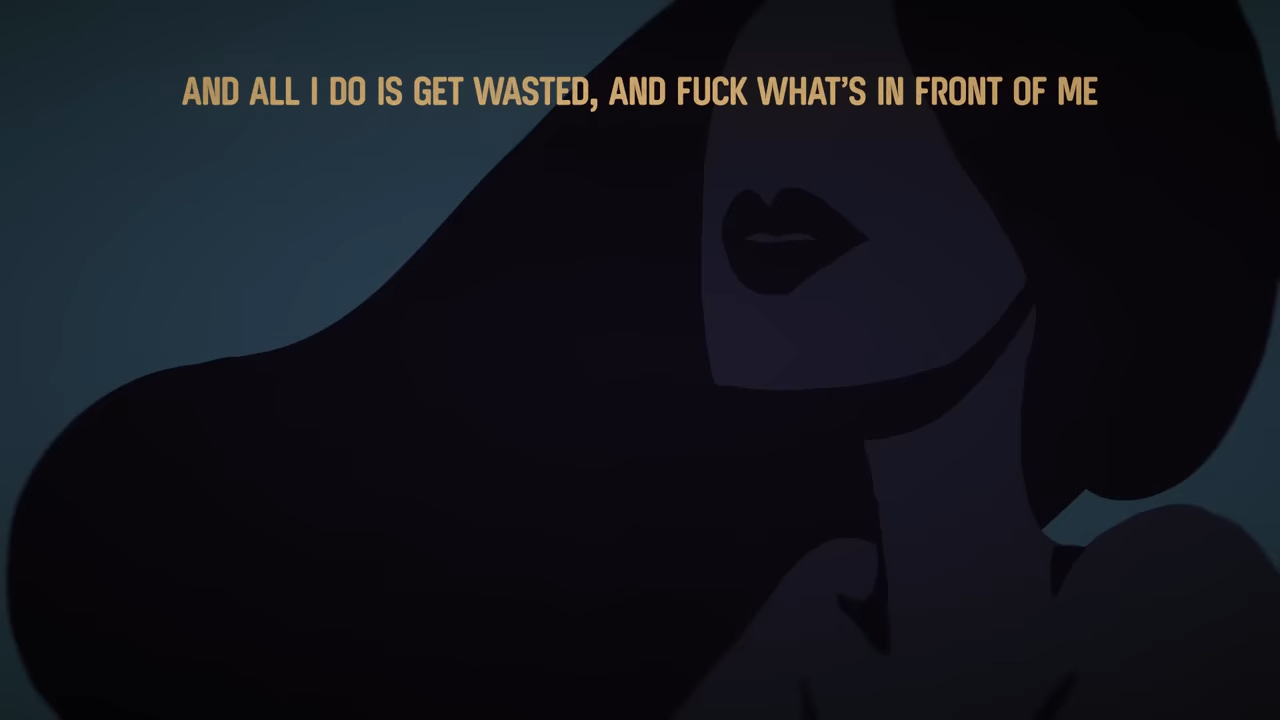 AND ALL I DO IS GET WASTED, AND FUCK WHAT'S IN FRONT OF ME